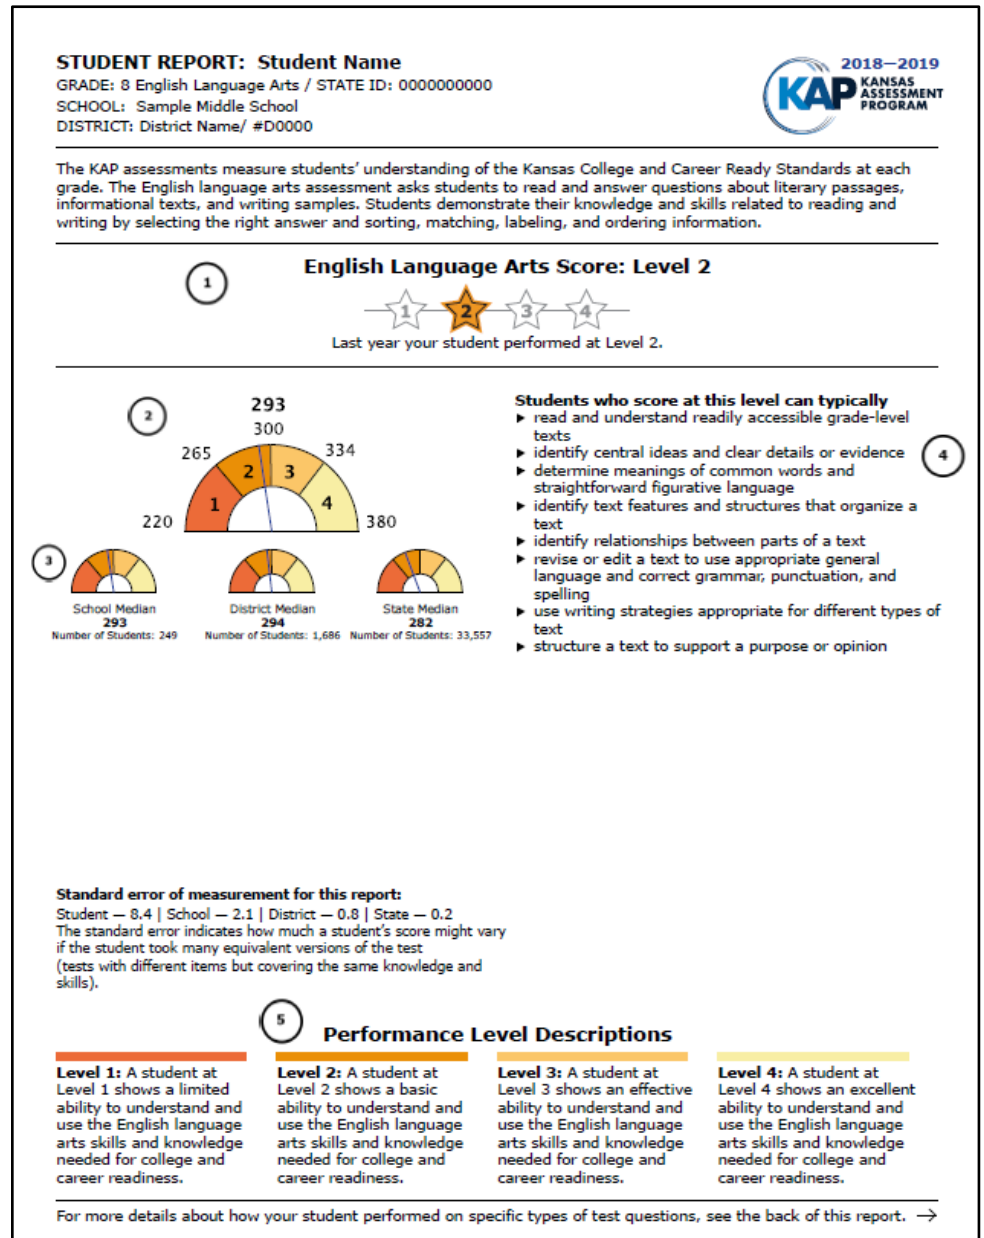 STUDENT REPORT: Student Name
GRADE: 8 English Language Arts / STATE ID: 0000000000
SCHOOL: Sample Middle School
DISTRICT: District Name/ #D0000
2018—2019
KAP
KANSAS
ASSESSMENT
PROGRAM
The KAP assessments measure students' understanding of the Kansas College and Career Ready Standards at each
grade. The English language arts assessment asks students to read and answer questions about literary passages,
informational texts, and writing samples. Students demonstrate their knowledge and skills related to reading and
writing by selecting the right answer and sorting, matching, labeling, and ordering information.
1
English Language Arts Score: Level 2
1 2 3 4
Last year your student performed at Level 2.
2
293
300
265
334
2
3
1
4
220
380
3
School Median
293
Number of Students: 249
District Median
294
Number of Students: 1,686
State Median
282
Number of Students: 33,557
Students who score at this level can typically
▶ read and understand readily accessible grade-level
texts
▶ identify central ideas and clear details or evidence
▶ determine meanings of common words and
straightforward figurative language
▶ identify text features and structures that organize a
text
▶ identify relationships between parts of a text
▶ revise or edit a text to use appropriate general
language and correct grammar, punctuation, and
spelling
▶ use writing strategies appropriate for different types of
text
▶ structure a text to support a purpose or opinion
4
Standard error of measurement for this report:
Student — 8.4 | School — 2.1 | District — 0.8 | State — 0.2
The standard error indicates how much a student's score might vary
if the student took many equivalent versions of the test
(tests with different items but covering the same knowledge and
skills).
5
Performance Level Descriptions
Level 1: A student at
Level 1 shows a limited
ability to understand and
use the English language
arts skills and knowledge
needed for college and
career readiness.
Level 2: A student at
Level 2 shows a basic
ability to understand and
use the English language
arts skills and knowledge
needed for college and
career readiness.
Level 3: A student at
Level 3 shows an effective
ability to understand and
use the English language
arts skills and knowledge
needed for college and
career readiness.
Level 4: A student at
Level 4 shows an excellent
ability to understand and
use the English language
arts skills and knowledge
needed for college and
career readiness.
For more details about how your student performed on specific types of test questions, see the back of this report. →